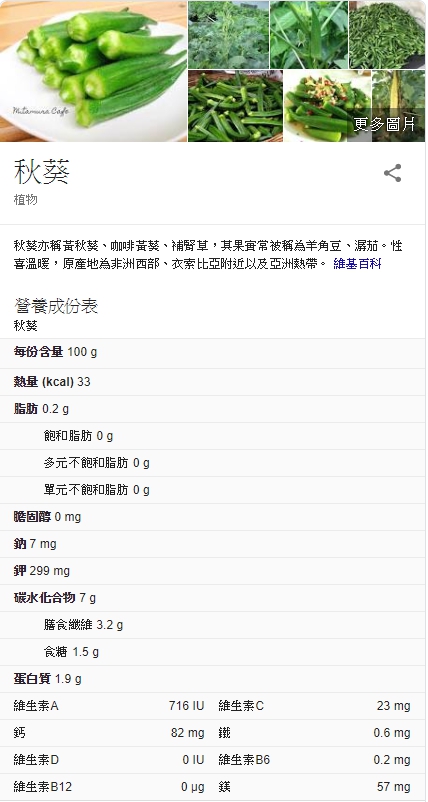 Mitamura Cafe
更多圖片
秋葵
植物
秋葵亦稱黃秋葵、咖啡黃葵、補腎草，其果實常被稱為羊角豆、潺茄。性
喜溫暖，原產地為非洲西部、衣索比亞附近以及亞洲熱帶。 維基百科
營養成份表
秋葵
每份含量 100 g
熱量 (kcal) 33
脂肪 0.2 g
飽和脂肪 0 g
多元不飽和脂肪 0 g
單元不飽和脂肪 0 g
膽固醇 0 mg
鈉 7 mg
鉀 299 mg
碳水化合物 7 g
膳食纖維 3.2 g
食糖 1.5 g
蛋白質 1.9 g
維生素A 716 IU 維生素C 23 mg
鈣 82 mg 鐵 0.6 mg
維生素D 0 IU 維生素B6 0.2 mg
維生素B12 0 µg 鎂 57 mg